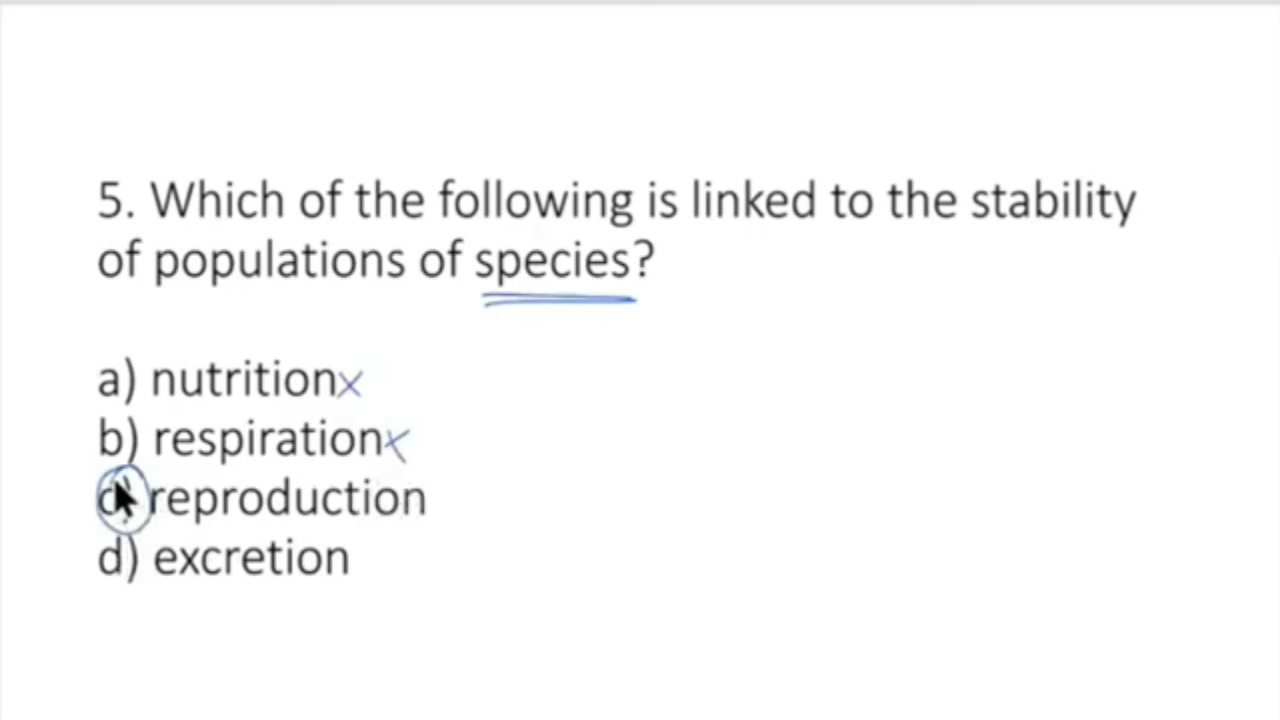 5. Which of the following is linked to the stability
of populations of species?
a) nutrition x
b) respiration x
c) reproduction
d) excretion